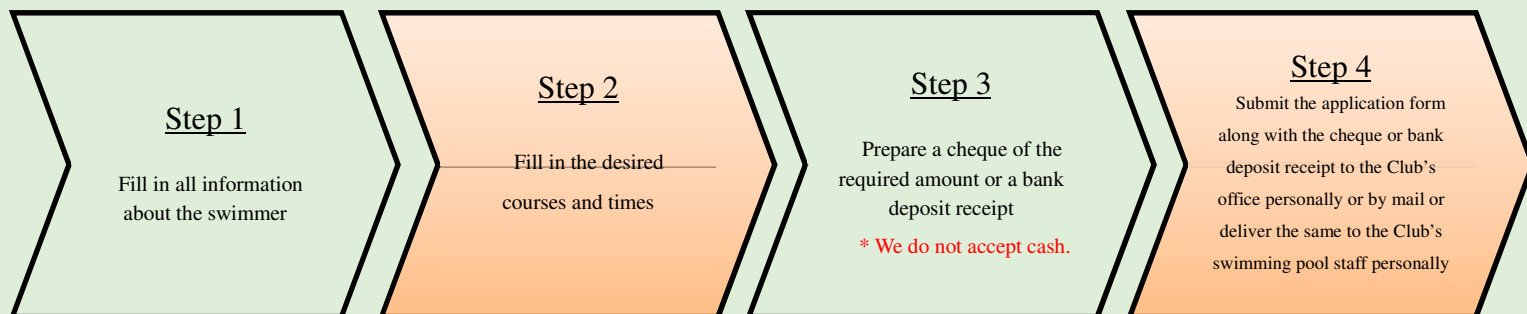 Step 1
Fill in all information
about the swimmer
Step 2
Fill in the desired
courses and times
Step 3
Prepare a cheque of the
required amount or a bank
deposit receipt
* We do not accept cash.
Step 4
Submit the application form
along with the cheque or bank
deposit receipt to the Club’s
office personally or by mail or
deliver the same to the Club’s
swimming pool staff personally